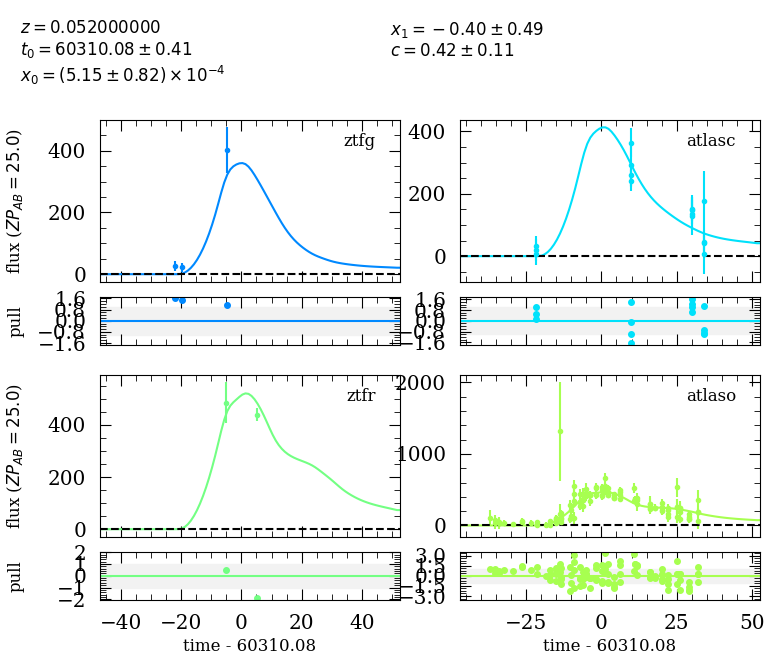 z = 0.052000000
t₀ = 60310.08 ± 0.41
x₀ = (5.15 ± 0.82) × 10⁻⁴
x₁ = −0.40 ± 0.49
c = 0.42 ± 0.11
flux (ZP_AB = 25.0)
400
200
0
ztfg
400
200
0
atlasc
pull
1.6
0.8
0.0
−0.8
−1.6
1.6
0.8
0.0
−0.8
−1.6
flux (ZP_AB = 25.0)
400
200
0
ztfr
2000
1000
0
atlaso
pull
2
1
0
−1
−2
3.0
1.5
0.0
−1.5
−3.0
−40 −20 0 20 40
−25 0 25 50
time - 60310.08
time - 60310.08